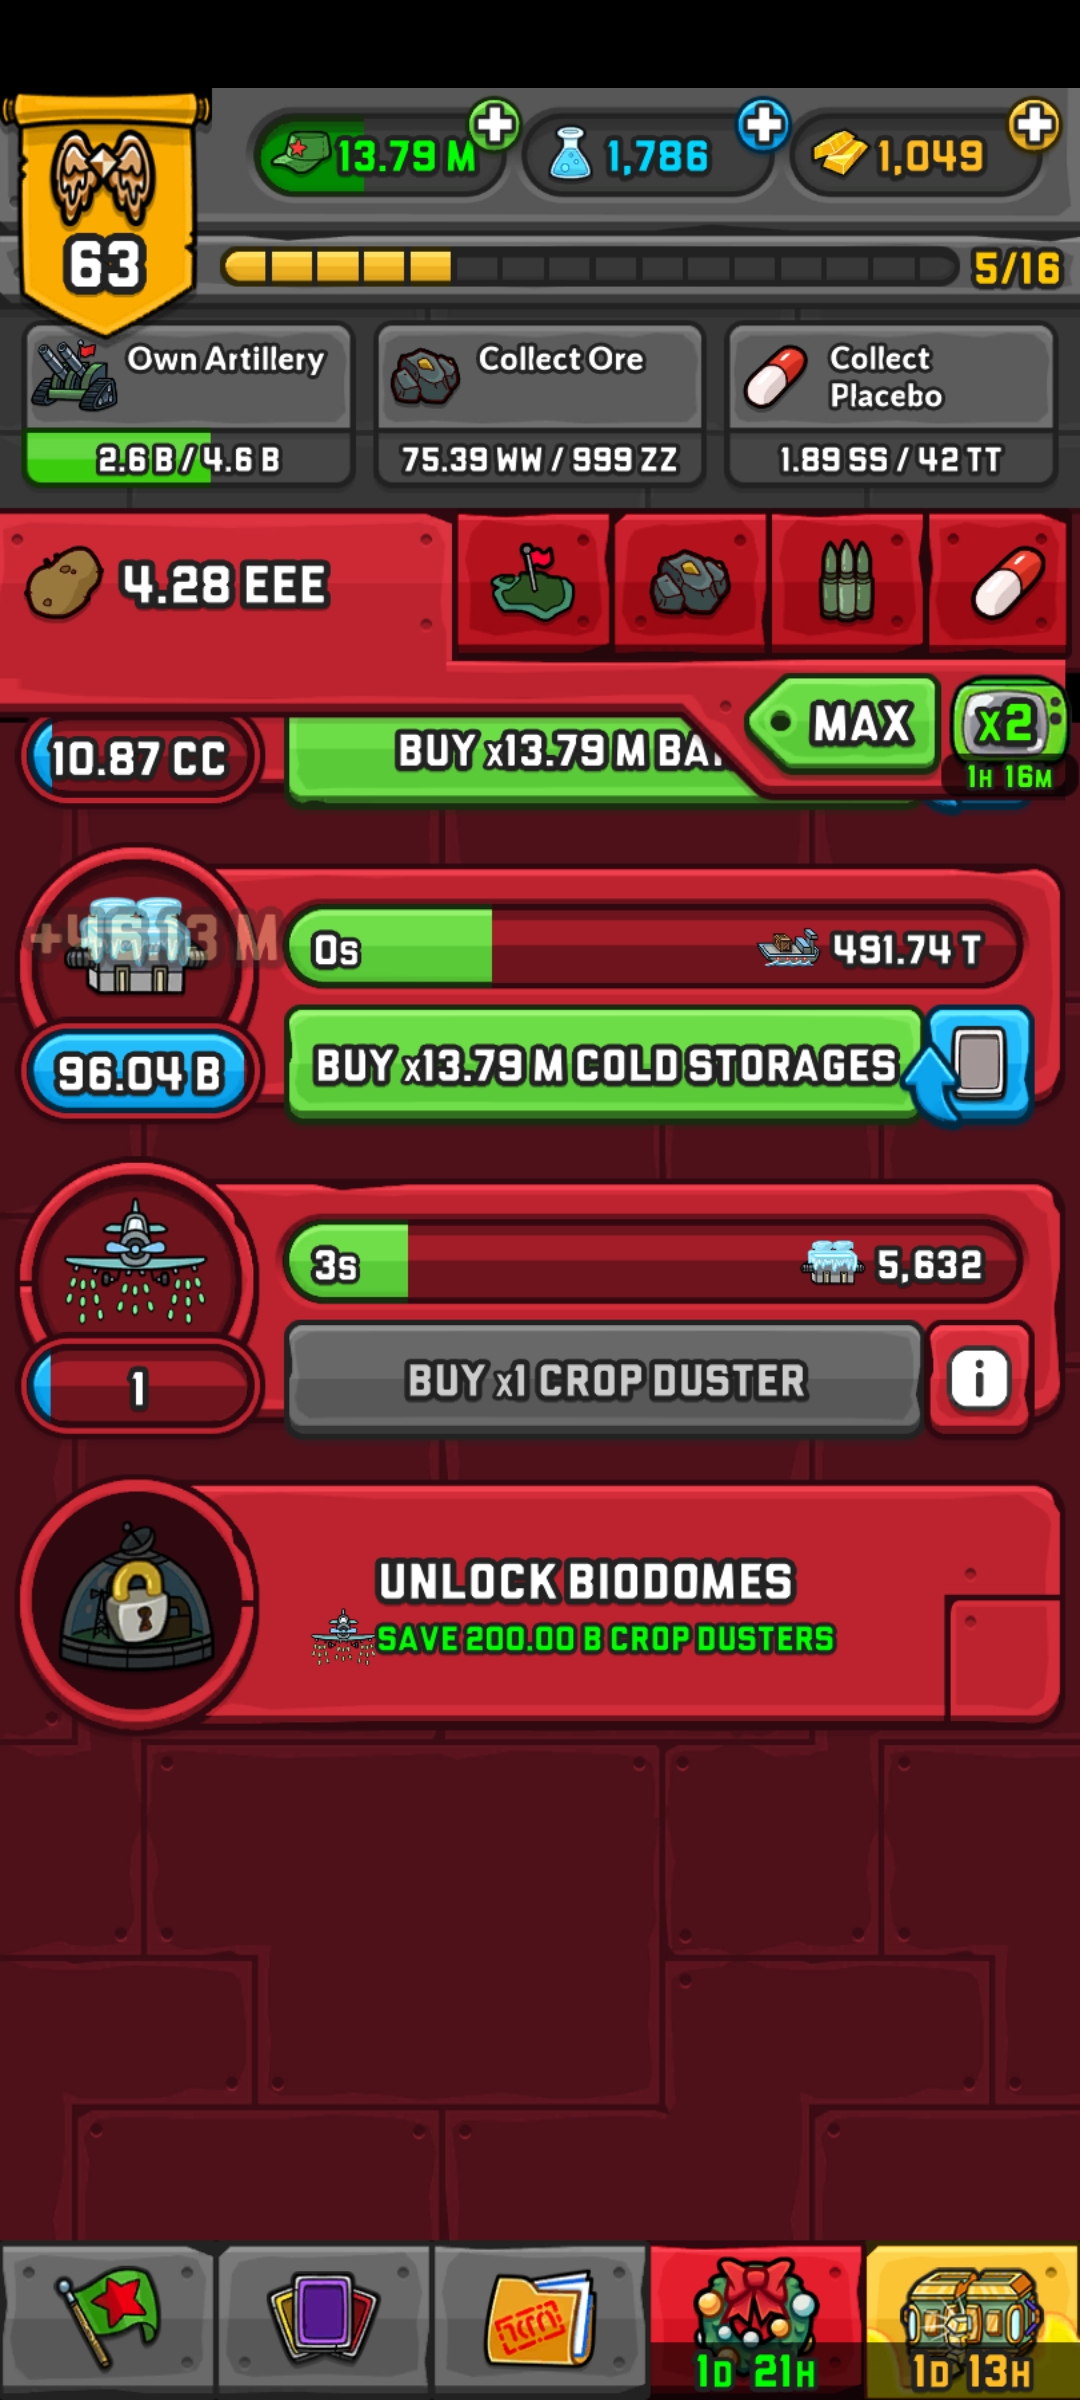 13.79 M
1,786
1,049
63
5/16
Own Artillery
2.6 B / 4.6 B
Collect Ore
75.39 WW / 999 ZZ
Collect
Placebo
1.89 SS / 42 TT
4.28 EEE
MAX
x2
1H 16M
10.87 CC
BUY x13.79 M BA
+46.13 M
0s
491.74 T
96.04 B
BUY x13.79 M COLD STORAGES
3s
5,632
1
BUY x1 CROP DUSTER
i
UNLOCK BIODOMES
SAVE 200.00 B CROP DUSTERS
1D 21H
1D 13H